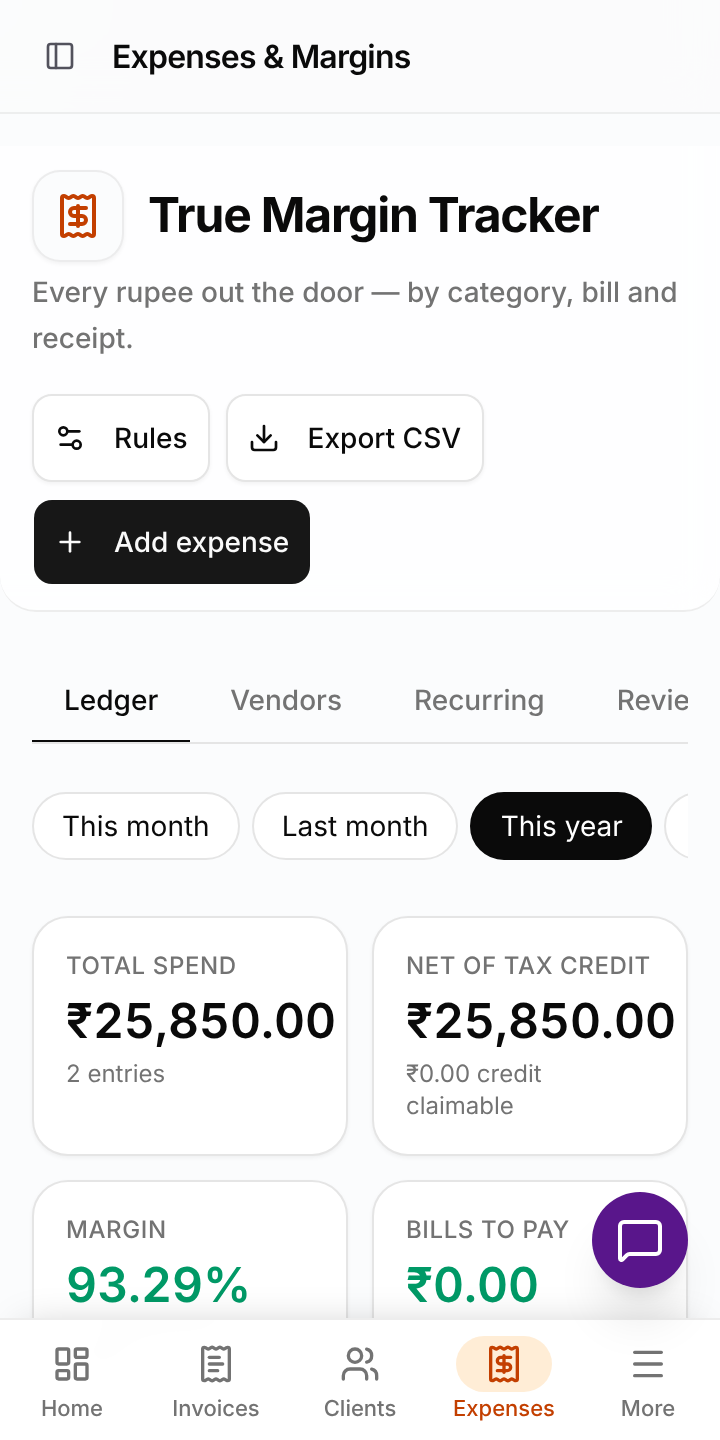 Expenses & Margins
True Margin Tracker
Every rupee out the door — by category, bill and
receipt.
Rules
Export CSV
Add expense
Ledger
Vendors
Recurring
Revie
This month
Last month
This year
TOTAL SPEND
₹25,850.00
2 entries
NET OF TAX CREDIT
₹25,850.00
₹0.00 credit
claimable
MARGIN
93.29%
BILLS TO PAY
₹0.00
Home
Invoices
Clients
Expenses
More